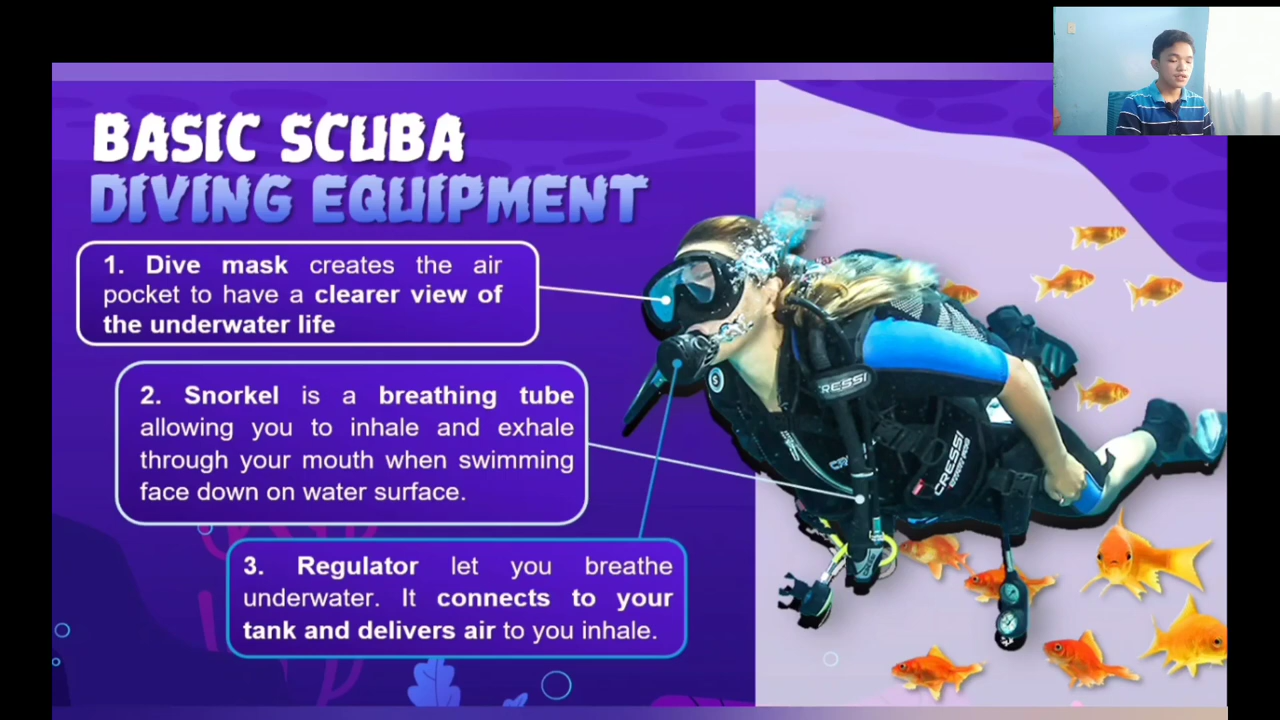 BASIC SCUBA
DIVING EQUIPMENT
1. Dive mask creates the air
pocket to have a clearer view of
the underwater life
2. Snorkel is a breathing tube
allowing you to inhale and exhale
through your mouth when swimming
face down on water surface.
3. Regulator let you breathe
underwater. It connects to your
tank and delivers air to you inhale.
CRESSI
CRESSI